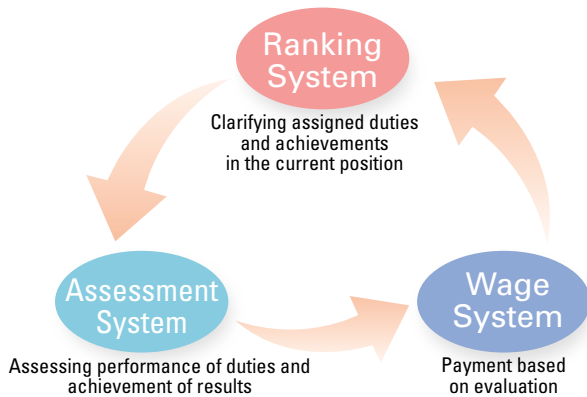 Ranking
System
Clarifying assigned duties
and achievements
in the current position
Assessment
System
Assessing performance of duties and
achievement of results
Wage
System
Payment based
on evaluation